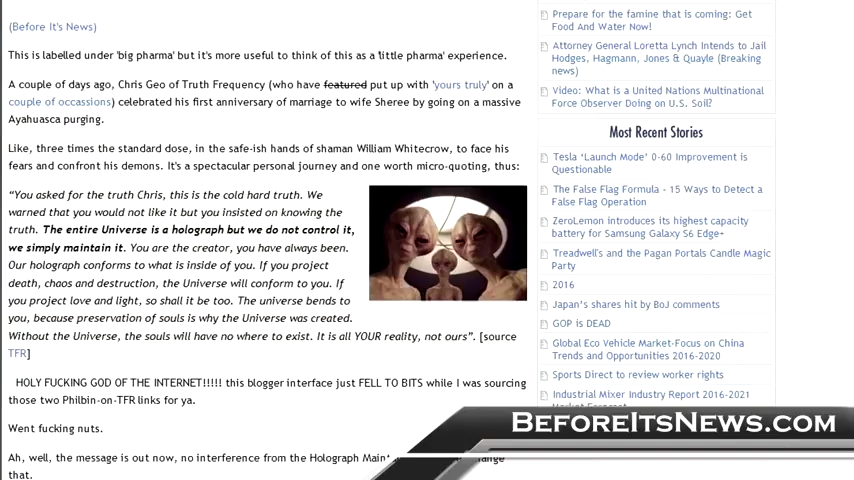 (Before It's News)
This is labelled under 'big pharma' but it's more useful to think of this as a 'little pharma' experience.
A couple of days ago, Chris Geo of Truth Frequency (who have featured put up with 'yours truly' on a
couple of occassions) celebrated his first anniversary of marriage to wife Sheree by going on a massive
Ayahuasca purging.
Like, three times the standard dose, in the safe-ish hands of shaman William Whitecrow, to face his
fears and confront his demons. It's a spectacular personal journey and one worth micro-quoting, thus:
“You asked for the truth Chris, this is the cold hard truth. We
warned that you would not like it but you insisted on knowing the
truth. The entire Universe is a holograph but we do not control it,
we simply maintain it. You are the creator, you have always been.
Our holograph conforms to what is inside of you. If you project
death, chaos and destruction, the Universe will conform to you. If
you project love and light, so shall it be too. The universe bends to
you, because preservation of souls is why the Universe was created.
Without the Universe, the souls will have no where to exist. It is all YOUR reality, not ours”. [source
TFR]
HOLY FUCKING GOD OF THE INTERNET!!!!! this blogger interface just FELL TO BITS while I was sourcing
those two Philbin-on-TFR links for ya.
Went fucking nuts.
Ah, well, the message is out now, no interference from the Holograph
that.
Prepare for the famine that is coming: Get
Food And Water Now!
Attorney General Loretta Lynch Intends to Jail
Hodges, Hagmann, Jones & Quayle (Breaking
news)
Video: What is a United Nations Multinational
Force Observer Doing on U.S. Soil?
Most Recent Stories
Tesla ‘Launch Mode’ 0-60 Improvement is
Questionable
The False Flag Formula - 15 Ways to Detect a
False Flag Operation
ZeroLemon introduces its highest capacity
battery for Samsung Galaxy S6 Edge+
Treadwell's and the Pagan Portals Candle Magic
Party
2016
Japan’s shares hit by BoJ comments
GOP is DEAD
Global Eco Vehicle Market-Focus on China
Trends and Opportunities 2016-2020
Sports Direct to review worker rights
Industrial Mixer Industry Report 2016-2021
BEFOREITSNEWS.COM